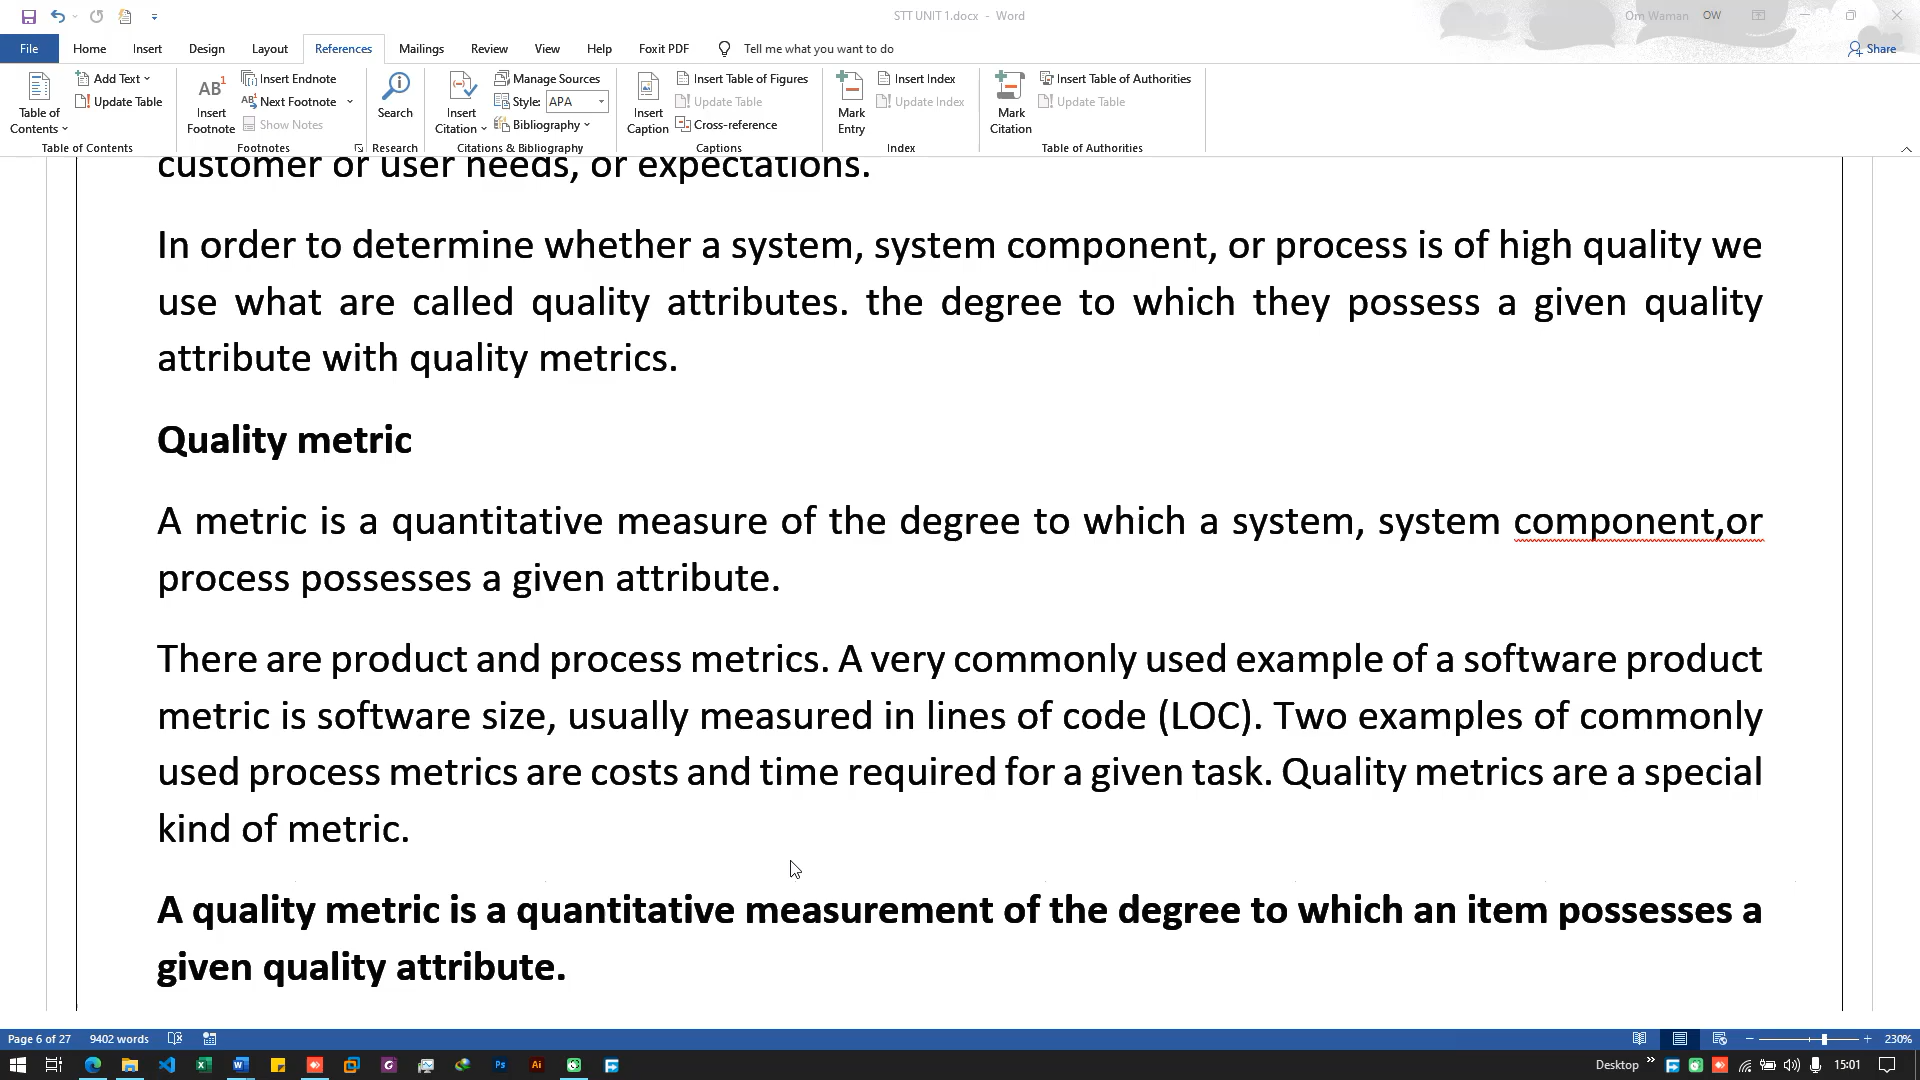 STT UNIT 1.docx - Word
Om Waman OW
File Home Insert Design Layout References Mailings Review View Help Foxit PDF Tell me what you want to do Share
Table of Contents
Add Text
Update Table
Table of Contents
AB1 Insert Footnote
Insert Endnote
Next Footnote
Show Notes
Footnotes
Search
Research
Insert Citation
Manage Sources
Style: APA
Bibliography
Citations & Bibliography
Insert Caption
Insert Table of Figures
Update Table
Cross-reference
Captions
Mark Entry
Insert Index
Update Index
Index
Mark Citation
Insert Table of Authorities
Update Table
Table of Authorities
customer or user needs, or expectations.
In order to determine whether a system, system component, or process is of high quality we
use what are called quality attributes. the degree to which they possess a given quality
attribute with quality metrics.
Quality metric
A metric is a quantitative measure of the degree to which a system, system component,or
process possesses a given attribute.
There are product and process metrics. A very commonly used example of a software product
metric is software size, usually measured in lines of code (LOC). Two examples of commonly
used process metrics are costs and time required for a given task. Quality metrics are a special
kind of metric.
A quality metric is a quantitative measurement of the degree to which an item possesses a
given quality attribute.
Page 6 of 27 9402 words 230%
Desktop 15:01